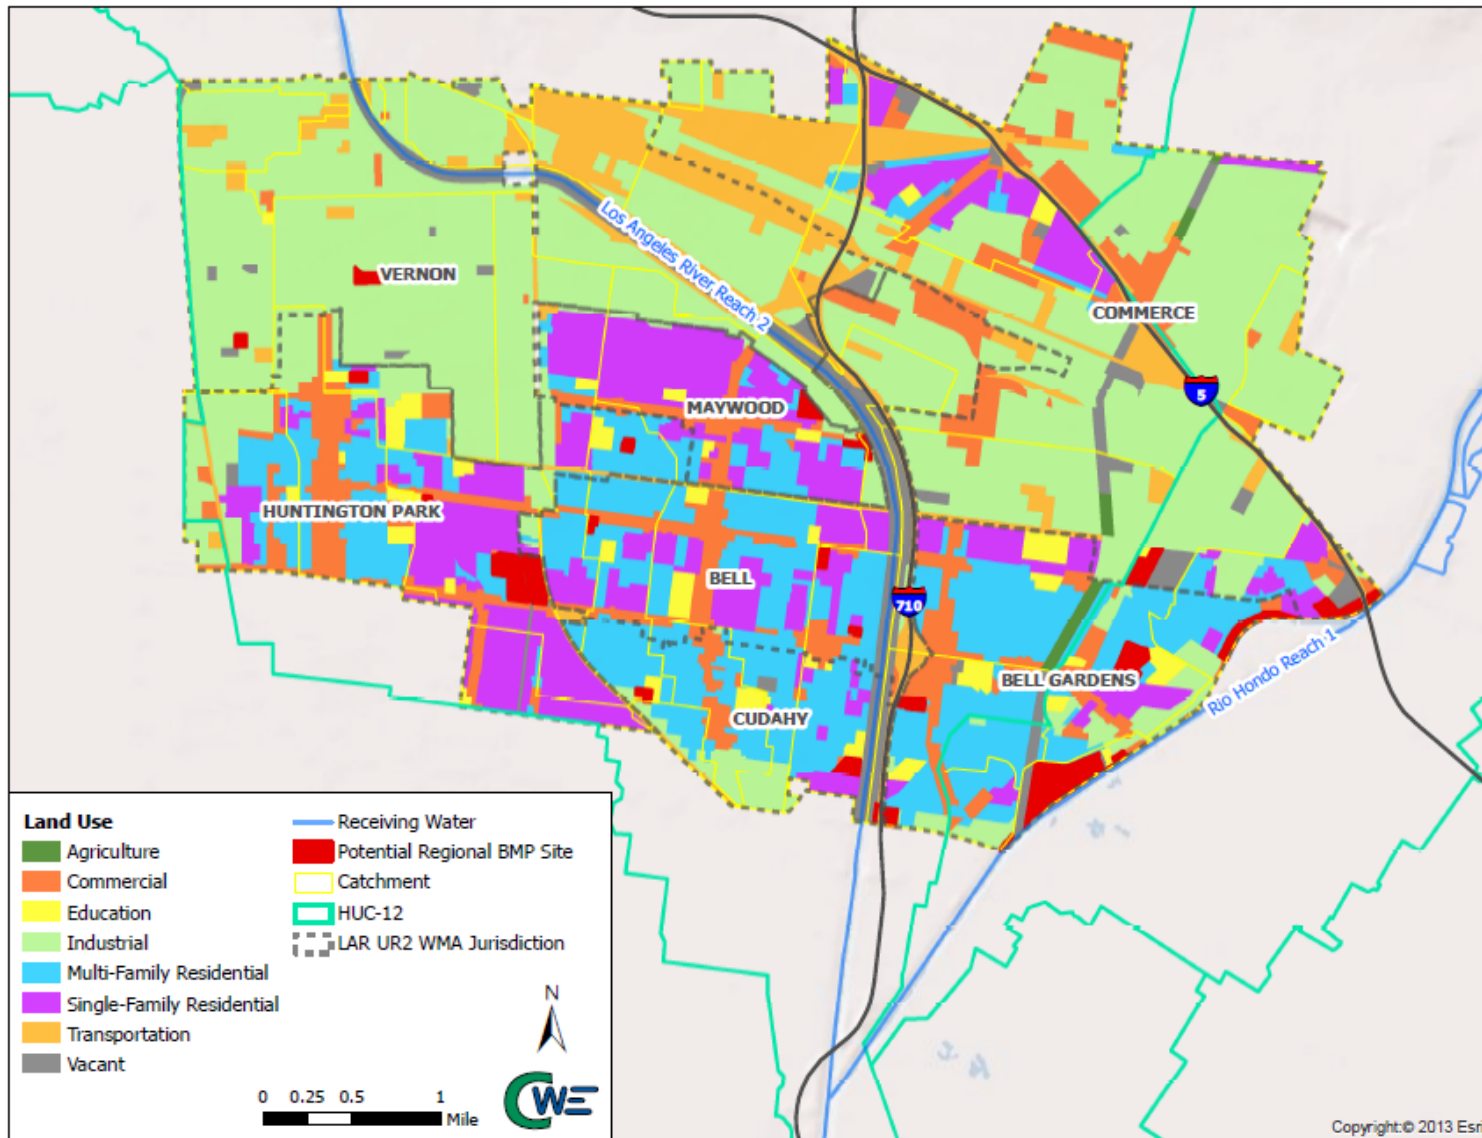 Los Angeles River Reach 2
VERNON
COMMERCE
5
MAYWOOD
HUNTINGTON PARK
BELL
710
BELL GARDENS
Rio Hondo Reach 1
CUDAHY
Land Use
Agriculture
Commercial
Education
Industrial
Multi-Family Residential
Single-Family Residential
Transportation
Vacant
Receiving Water
Potential Regional BMP Site
Catchment
HUC-12
LAR UR2 WMA Jurisdiction
N
0 0.25 0.5 1
Mile
CWE
Copyright:© 2013 Esri